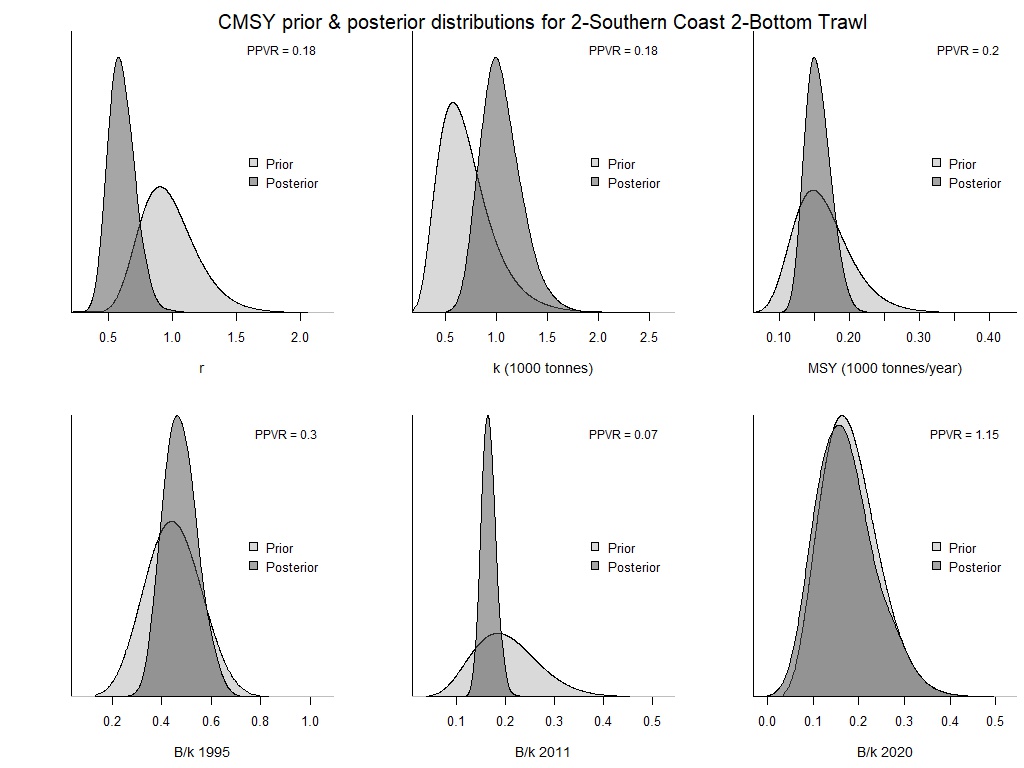 CMSY prior & posterior distributions for 2-Southern Coast 2-Bottom Trawl
PPVR = 0.18
Prior
Posterior
0.5 1.0 1.5 2.0
r
PPVR = 0.18
Prior
Posterior
0.5 1.0 1.5 2.0 2.5
k (1000 tonnes)
PPVR = 0.2
Prior
Posterior
0.10 0.20 0.30 0.40
MSY (1000 tonnes/year)
PPVR = 0.3
Prior
Posterior
0.2 0.4 0.6 0.8 1.0
B/k 1995
PPVR = 0.07
Prior
Posterior
0.1 0.2 0.3 0.4 0.5
B/k 2011
PPVR = 1.15
Prior
Posterior
0.0 0.1 0.2 0.3 0.4 0.5
B/k 2020